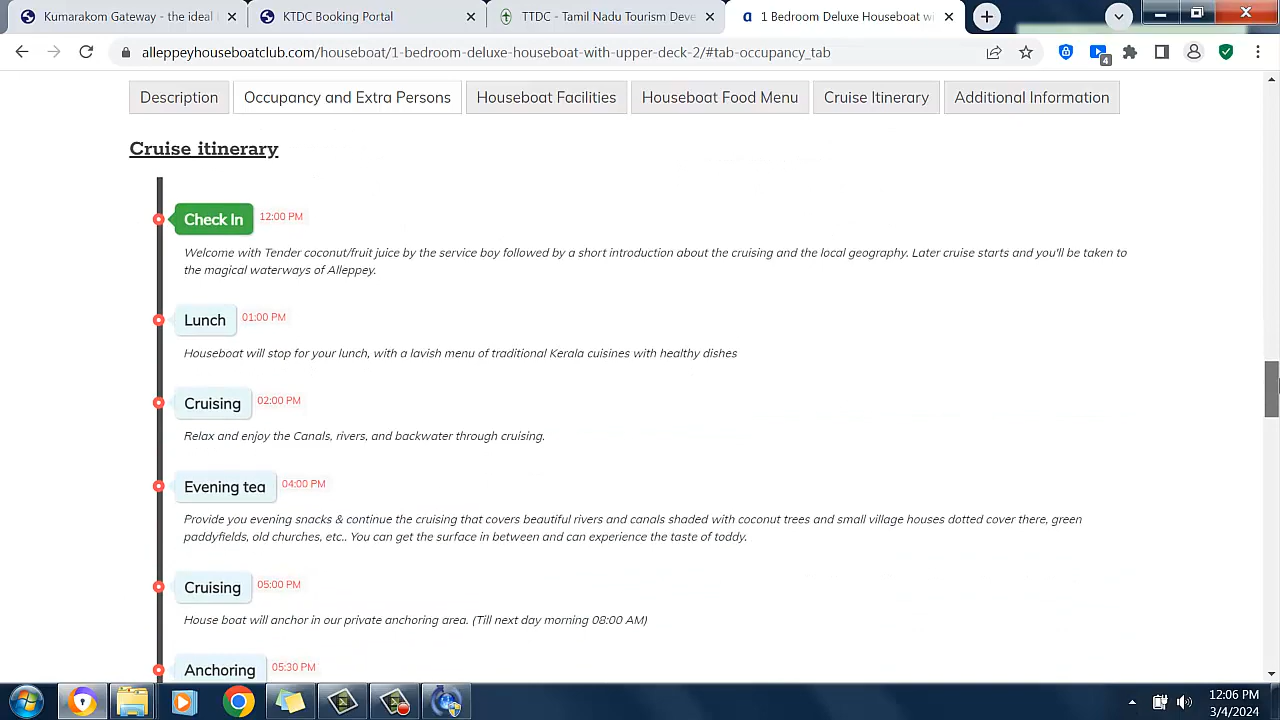 Kumarakom Gateway - the ideal
KTDC Booking Portal
TTDC - Tamil Nadu Tourism Deve
1 Bedroom Deluxe Houseboat wi
alleppeyhouseboatclub.com/houseboat/1-bedroom-deluxe-houseboat-with-upper-deck-2/#tab-occupancy_tab
4
Description
Occupancy and Extra Persons
Houseboat Facilities
Houseboat Food Menu
Cruise Itinerary
Additional Information
Cruise itinerary
Check In 12:00 PM
Welcome with Tender coconut/fruit juice by the service boy followed by a short introduction about the cruising and the local geography. Later cruise starts and you'll be taken to
the magical waterways of Alleppey.
Lunch 01:00 PM
Houseboat will stop for your lunch, with a lavish menu of traditional Kerala cuisines with healthy dishes
Cruising 02:00 PM
Relax and enjoy the Canals, rivers, and backwater through cruising.
Evening tea 04:00 PM
Provide you evening snacks & continue the cruising that covers beautiful rivers and canals shaded with coconut trees and small village houses dotted cover there, green
paddyfields, old churches, etc.. You can get the surface in between and can experience the taste of toddy.
Cruising 05:00 PM
House boat will anchor in our private anchoring area. (Till next day morning 08:00 AM)
Anchoring 05:30 PM
12:06 PM
3/4/2024